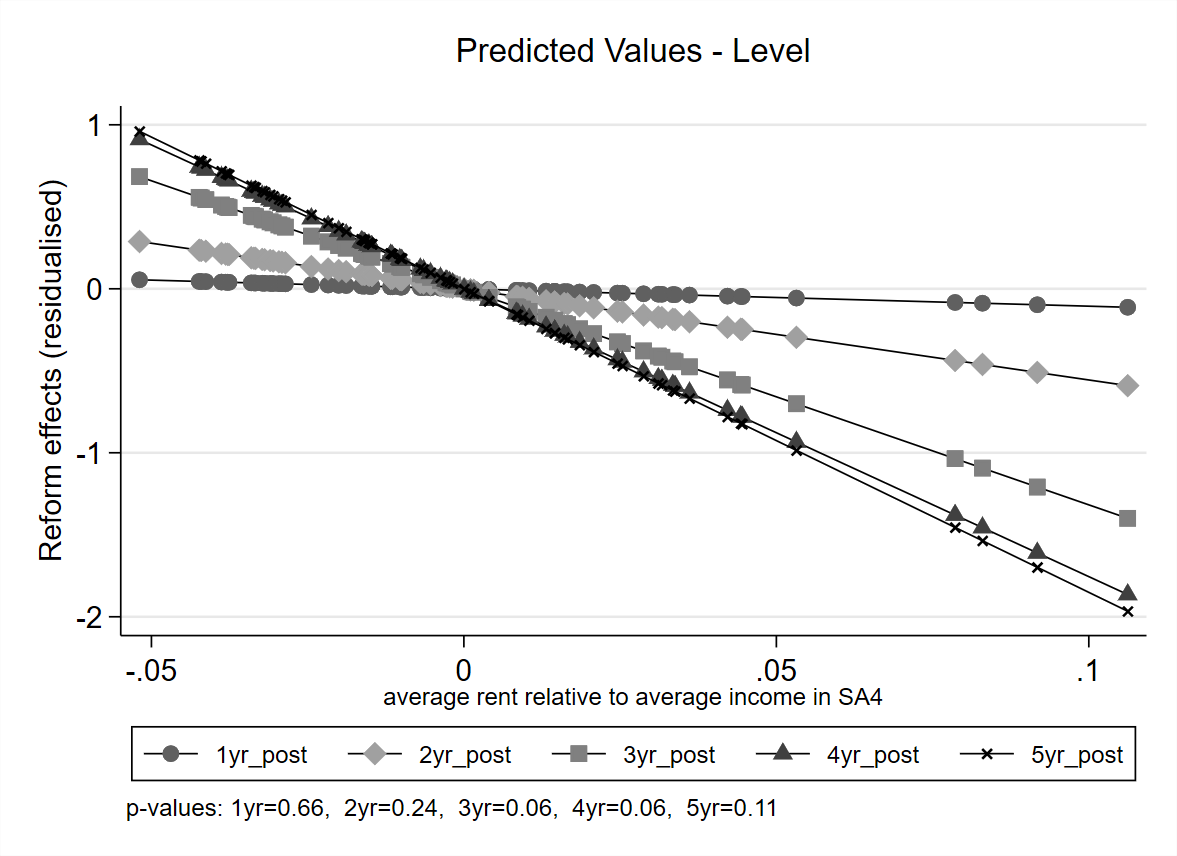 Predicted Values - Level
Reform effects (residualised)
1
0
-1
-2
-.05 0 .05 .1
average rent relative to average income in SA4
1yr_post 2yr_post 3yr_post 4yr_post 5yr_post
p-values: 1yr=0.66, 2yr=0.24, 3yr=0.06, 4yr=0.06, 5yr=0.11